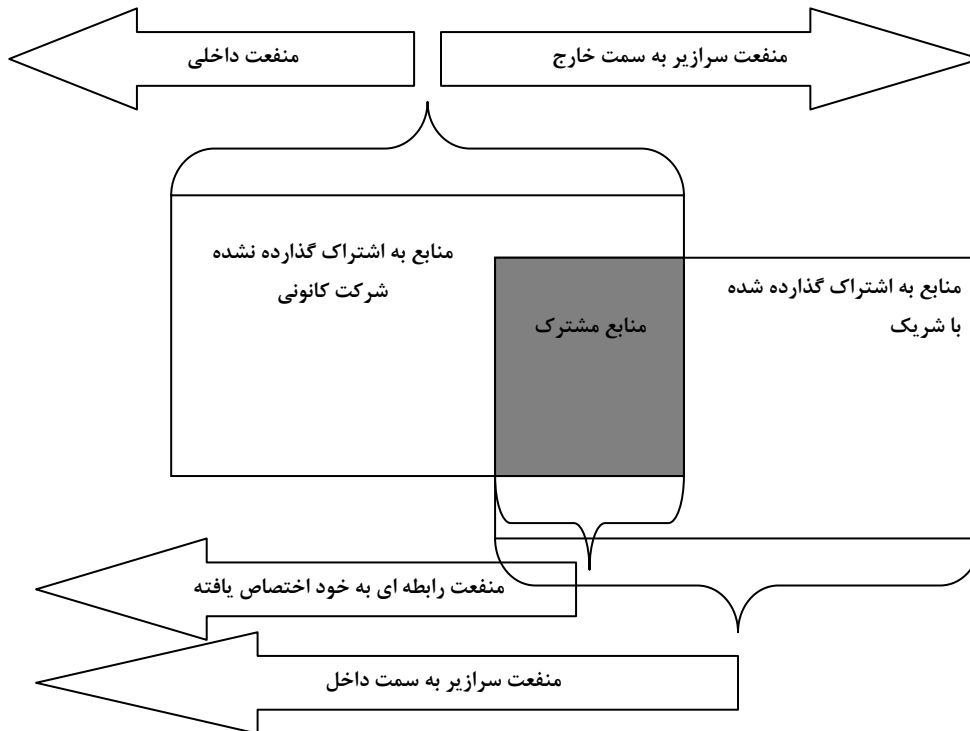 منفعت سرازیر به سمت خارج
منفعت داخلی
منابع به اشتراک گذارده نشده
شرکت کانونی
منابع به اشتراک گذارده شده
با شریک
منابع مشترک
منفعت رابطه ای به خود اختصاص یافته
منفعت سرازیر به سمت داخل